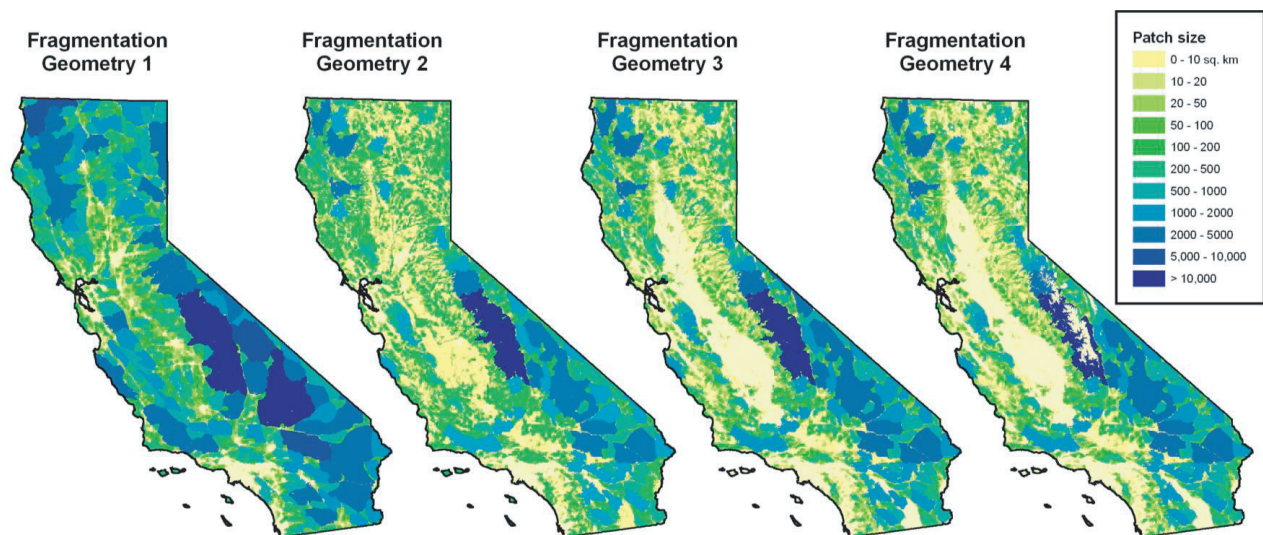 Fragmentation
Geometry 1
Fragmentation
Geometry 2
Fragmentation
Geometry 3
Fragmentation
Geometry 4
Patch size
0 - 10 sq. km
10 - 20
20 - 50
50 - 100
100 - 200
200 - 500
500 - 1000
1000 - 2000
2000 - 5000
5,000 - 10,000
> 10,000